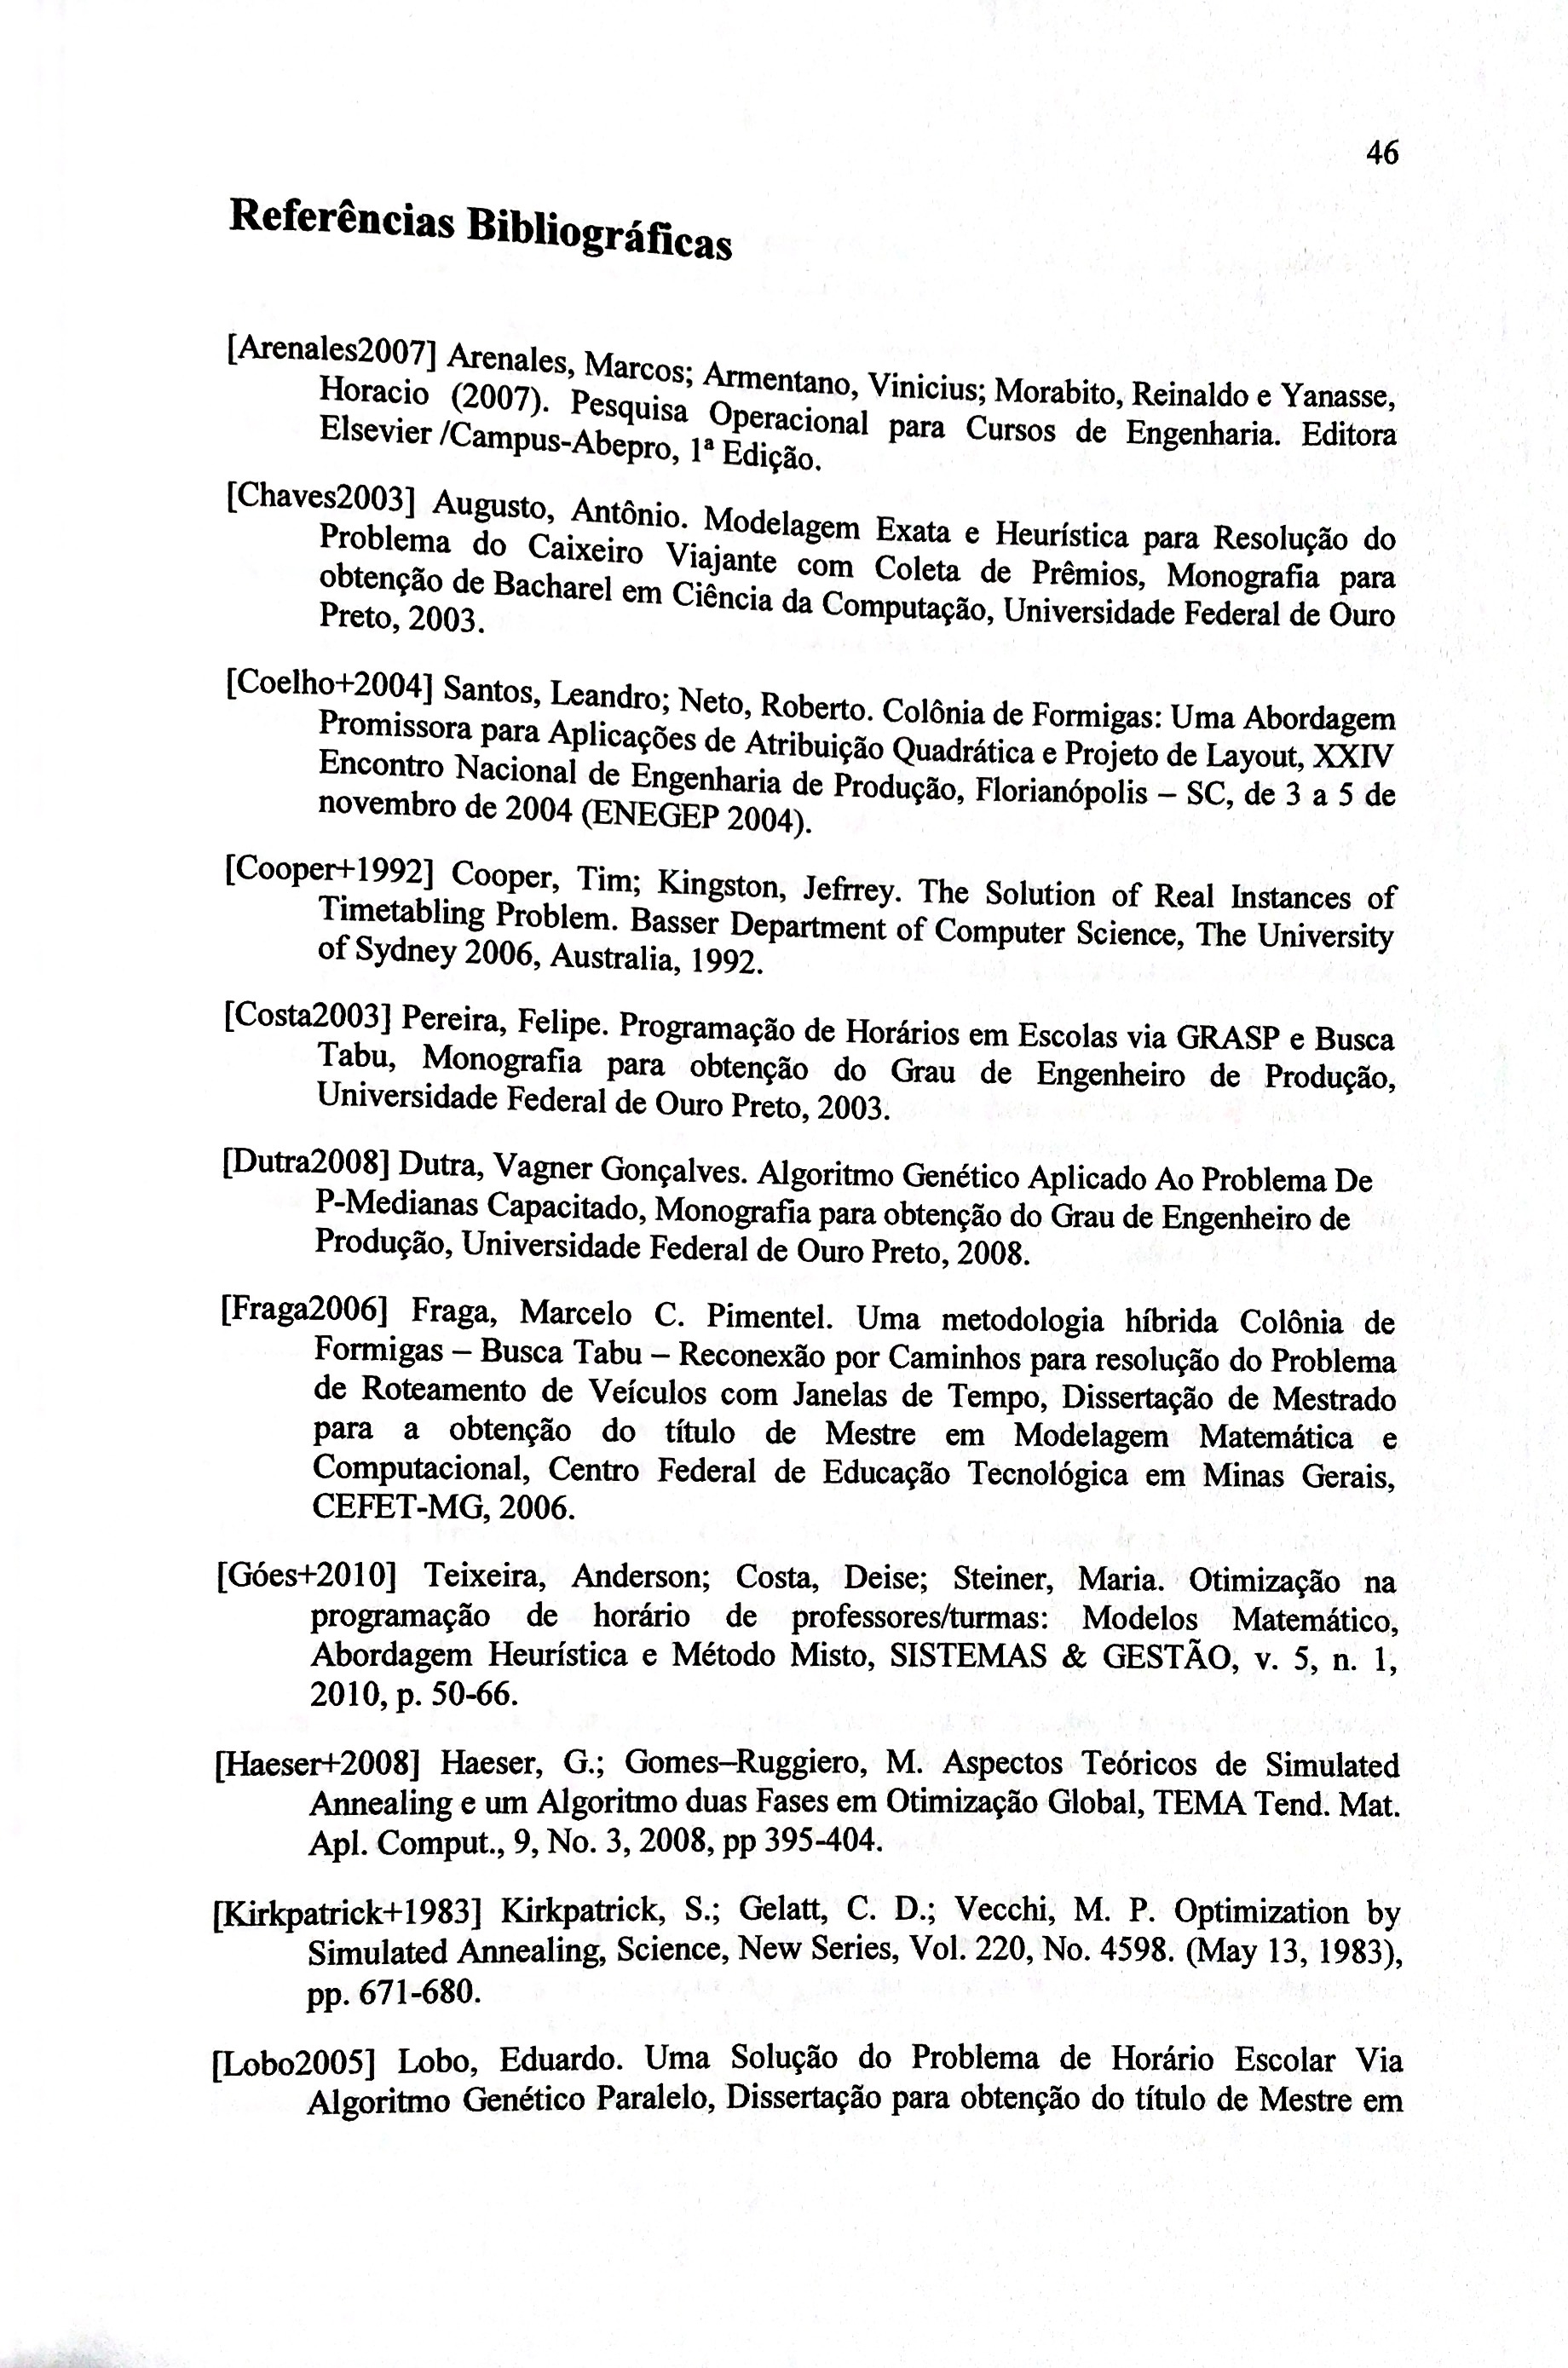 46
Referências Bibliográficas
[Arenales2007] Arenales, Marcos; Armentano, Vinicius; Morabito, Reinaldo e Yanasse,
Horacio (2007). Pesquisa Operacional para Cursos de Engenharia. Editora
Elsevier /Campus-Abepro, 1ª Edição.
[Chaves2003] Augusto, Antônio. Modelagem Exata e Heurística para Resolução do
Problema do Caixeiro Viajante com Coleta de Prêmios, Monografia para
obtenção de Bacharel em Ciência da Computação, Universidade Federal de Ouro
Preto, 2003.
[Coelho+2004] Santos, Leandro; Neto, Roberto. Colônia de Formigas: Uma Abordagem
Promissora para Aplicações de Atribuição Quadrática e Projeto de Layout, XXIV
Encontro Nacional de Engenharia de Produção, Florianópolis – SC, de 3 a 5 de
novembro de 2004 (ENEGEP 2004).
[Cooper+1992] Cooper, Tim; Kingston, Jefrrey. The Solution of Real Instances of
Timetabling Problem. Basser Department of Computer Science, The University
of Sydney 2006, Australia, 1992.
[Costa2003] Pereira, Felipe. Programação de Horários em Escolas via GRASP e Busca
Tabu, Monografia para obtenção do Grau de Engenheiro de Produção,
Universidade Federal de Ouro Preto, 2003.
[Dutra2008] Dutra, Vagner Gonçalves. Algoritmo Genético Aplicado Ao Problema De
P-Medianas Capacitado, Monografia para obtenção do Grau de Engenheiro de
Produção, Universidade Federal de Ouro Preto, 2008.
[Fraga2006] Fraga, Marcelo C. Pimentel. Uma metodologia híbrida Colônia de
Formigas – Busca Tabu – Reconexão por Caminhos para resolução do Problema
de Roteamento de Veículos com Janelas de Tempo, Dissertação de Mestrado
para a obtenção do título de Mestre em Modelagem Matemática e
Computacional, Centro Federal de Educação Tecnológica em Minas Gerais,
CEFET-MG, 2006.
[Góes+2010] Teixeira, Anderson; Costa, Deise; Steiner, Maria. Otimização na
programação de horário de professores/turmas: Modelos Matemático,
Abordagem Heurística e Método Misto, SISTEMAS & GESTÃO, v. 5, n. 1,
2010, p. 50-66.
[Haeser+2008] Haeser, G.; Gomes–Ruggiero, M. Aspectos Teóricos de Simulated
Annealing e um Algoritmo duas Fases em Otimização Global, TEMA Tend. Mat.
Apl. Comput., 9, No. 3, 2008, pp 395-404.
[Kirkpatrick+1983] Kirkpatrick, S.; Gelatt, C. D.; Vecchi, M. P. Optimization by
Simulated Annealing, Science, New Series, Vol. 220, No. 4598. (May 13, 1983),
pp. 671-680.
[Lobo2005] Lobo, Eduardo. Uma Solução do Problema de Horário Escolar Via
Algoritmo Genético Paralelo, Dissertação para obtenção do título de Mestre em